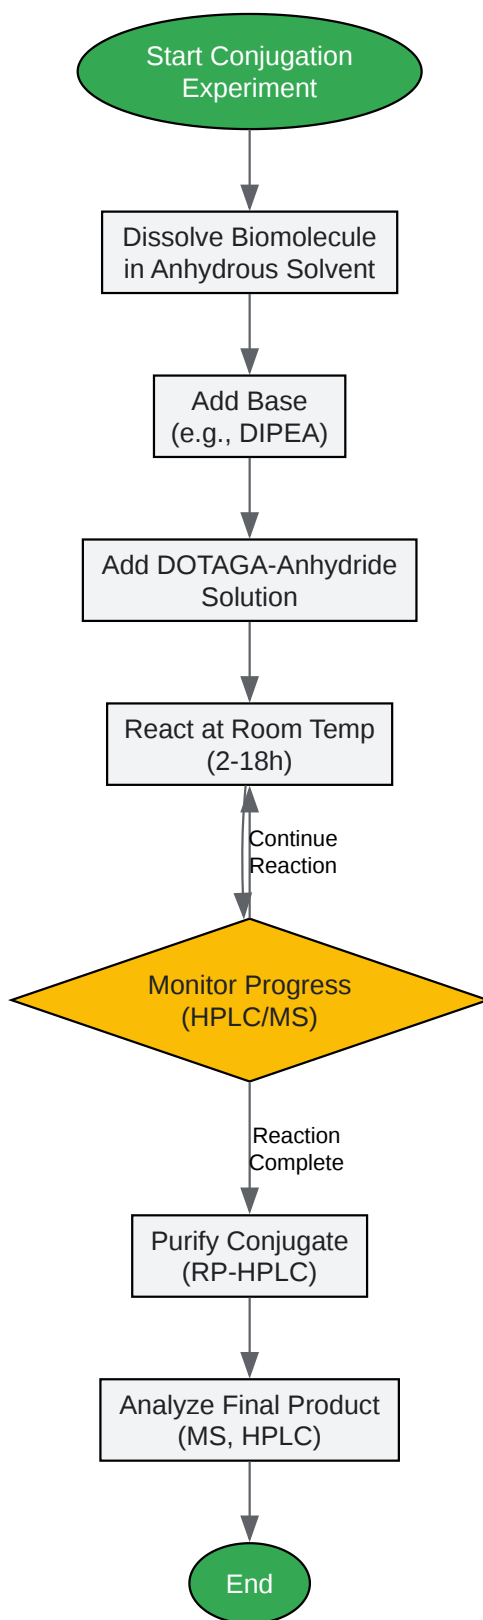 Start Conjugation
Experiment
Dissolve Biomolecule
in Anhydrous Solvent
Add Base
(e.g., DIPEA)
Add DOTAGA-Anhydride
Solution
React at Room Temp
(2-18h)
Continue
Reaction
Monitor Progress
(HPLC/MS)
Reaction
Complete
Purify Conjugate
(RP-HPLC)
Analyze Final Product
(MS, HPLC)
End